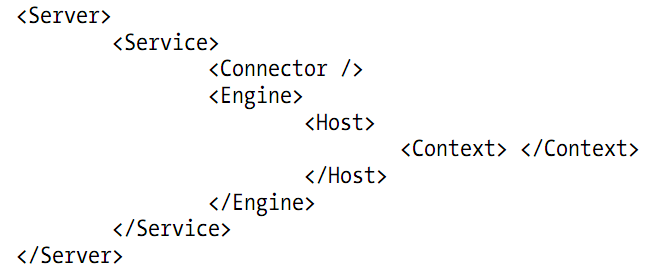 <Server>
<Service>
<Connector />
<Engine>
<Host>
<Context> </Context>
</Host>
</Engine>
</Service>
</Server>